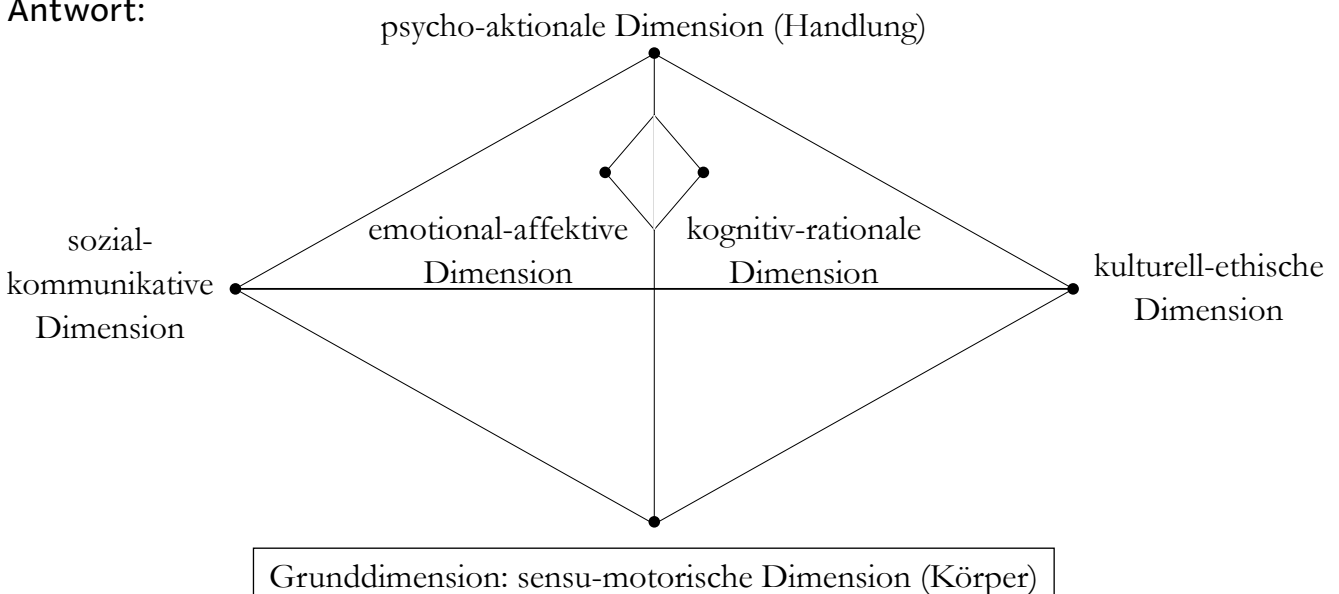 Antwort:
psycho-aktionale Dimension (Handlung)
sozial-
kommunikative
Dimension
emotional-affektive
Dimension
kognitiv-rationale
Dimension
kulturell-ethische
Dimension
Grunddimension: sensu-motorische Dimension (Körper)